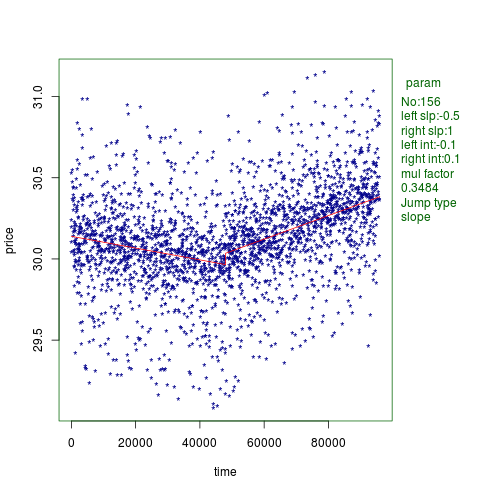 param
No:156
left slp:-0.5
right slp:1
left int:-0.1
right int:0.1
mul factor
0.3484
Jump type
slope
price
31.0
30.5
30.0
29.5
0 20000 40000 60000 80000
time